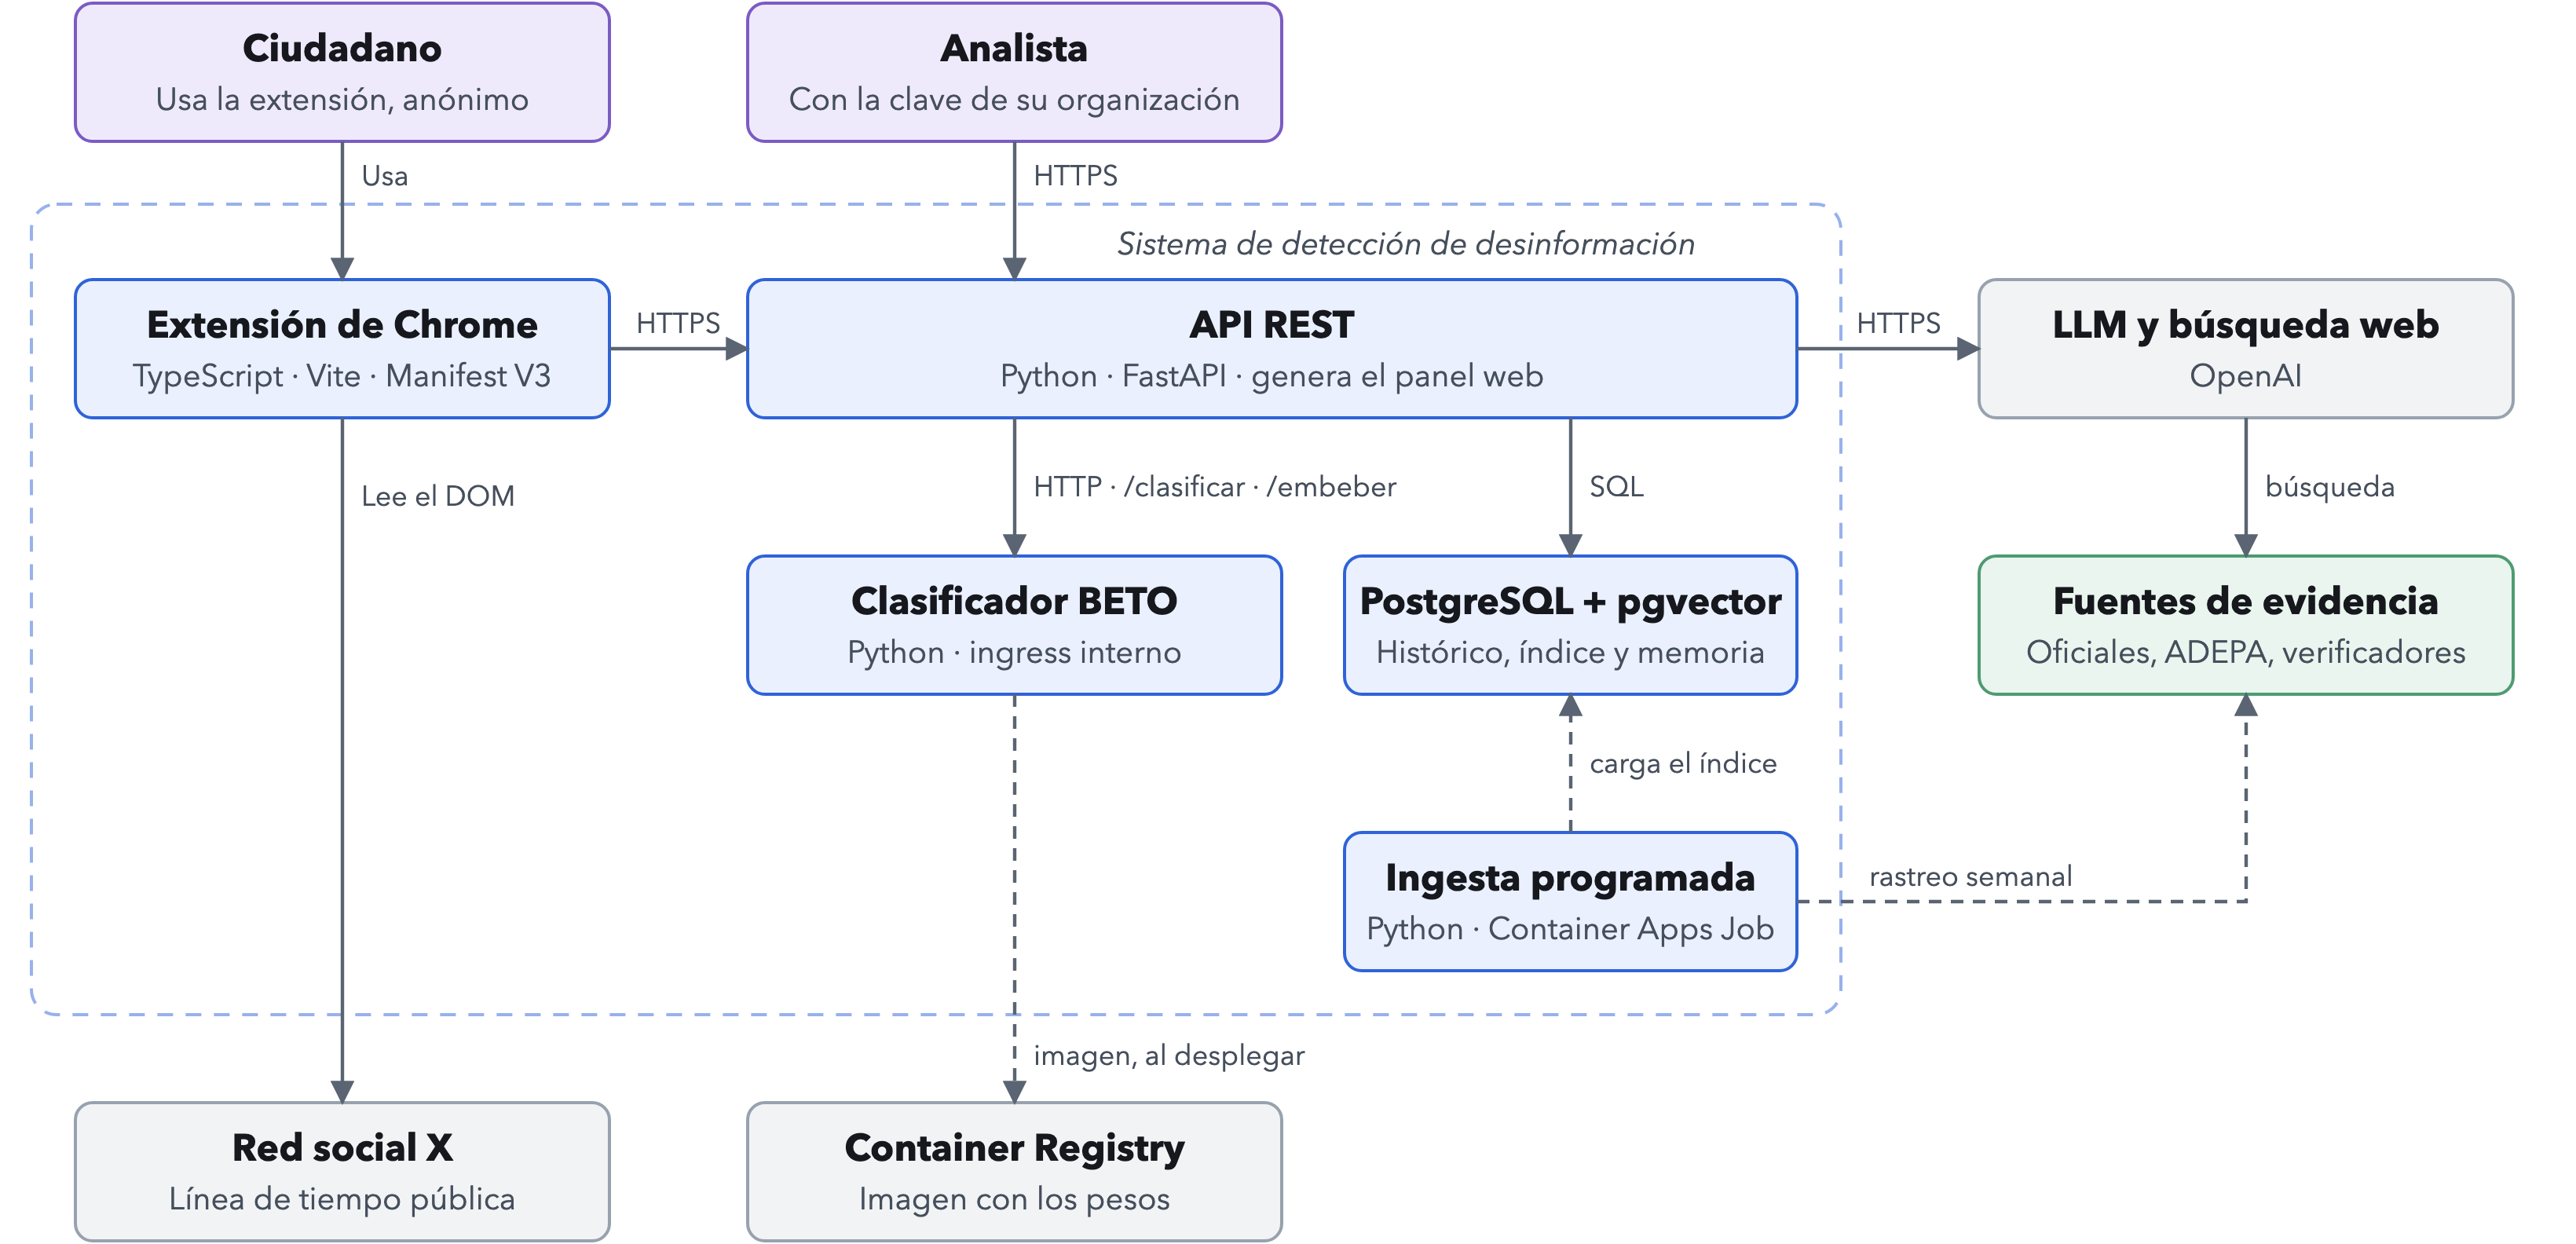 Ciudadano
Usa la extensión, anónimo
Analista
Con la clave de su organización
Usa
HTTPS
Sistema de detección de desinformación
Extensión de Chrome
TypeScript · Vite · Manifest V3
HTTPS
API REST
Python · FastAPI · genera el panel web
HTTPS
LLM y búsqueda web
OpenAI
Lee el DOM
HTTP · /clasificar · /embeber
SQL
búsqueda
Clasificador BETO
Python · ingress interno
PostgreSQL + pgvector
Histórico, índice y memoria
Fuentes de evidencia
Oficiales, ADEPA, verificadores
carga el índice
Ingesta programada
Python · Container Apps Job
rastreo semanal
imagen, al desplegar
Red social X
Línea de tiempo pública
Container Registry
Imagen con los pesos